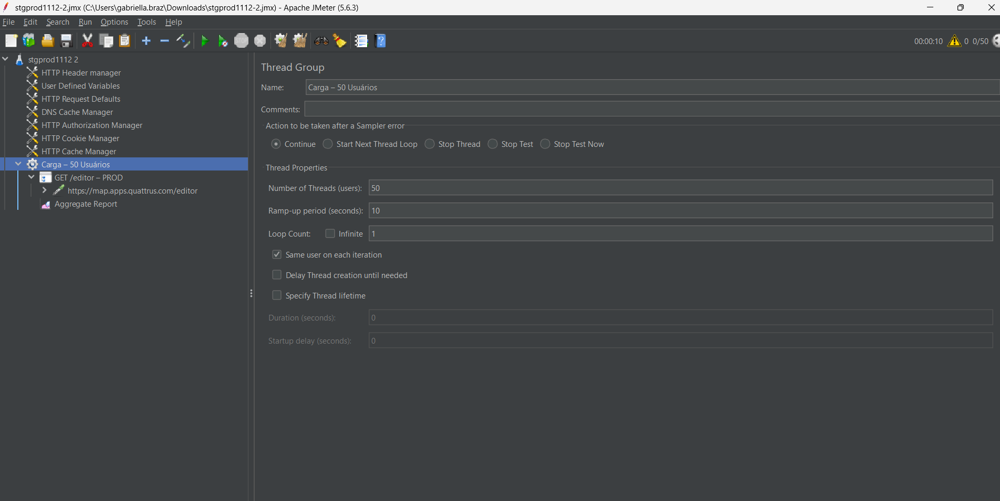 stgprod1112-2.jmx (C:\Users\gabriella.braz\Downloads\stgprod1112-2.jmx) - Apache JMeter (5.6.3)
File Edit Search Run Options Tools Help
STOP
00:00:10 0 0/50
stgprod1112 2
HTTP Header manager
User Defined Variables
HTTP Request Defaults
DNS Cache Manager
HTTP Authorization Manager
HTTP Cookie Manager
HTTP Cache Manager
Carga – 50 Usuários
GET /editor – PROD
https://map.apps.quattrus.com/editor
Aggregate Report
Thread Group
Name: Carga – 50 Usuários
Comments:
Action to be taken after a Sampler error
Continue Start Next Thread Loop Stop Thread Stop Test Stop Test Now
Thread Properties
Number of Threads (users): 50
Ramp-up period (seconds): 10
Loop Count: Infinite 1
Same user on each iteration
Delay Thread creation until needed
Specify Thread lifetime
Duration (seconds): 0
Startup delay (seconds): 0